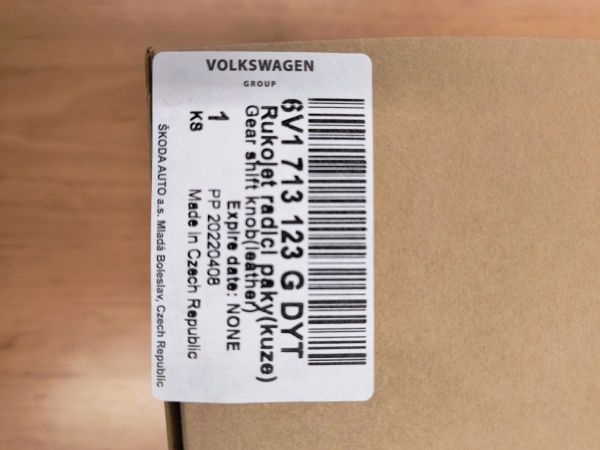 VOLKSWAGEN
GROUP
6V1 713 123 G DYT
Rukojet radici paky(kuze)
Gear shift knob(leather)
Expire date: NONE
1 PP 20220408
KS Made in Czech Republic
ŠKODA AUTO a.s. Mladá Boleslav, Czech Republic